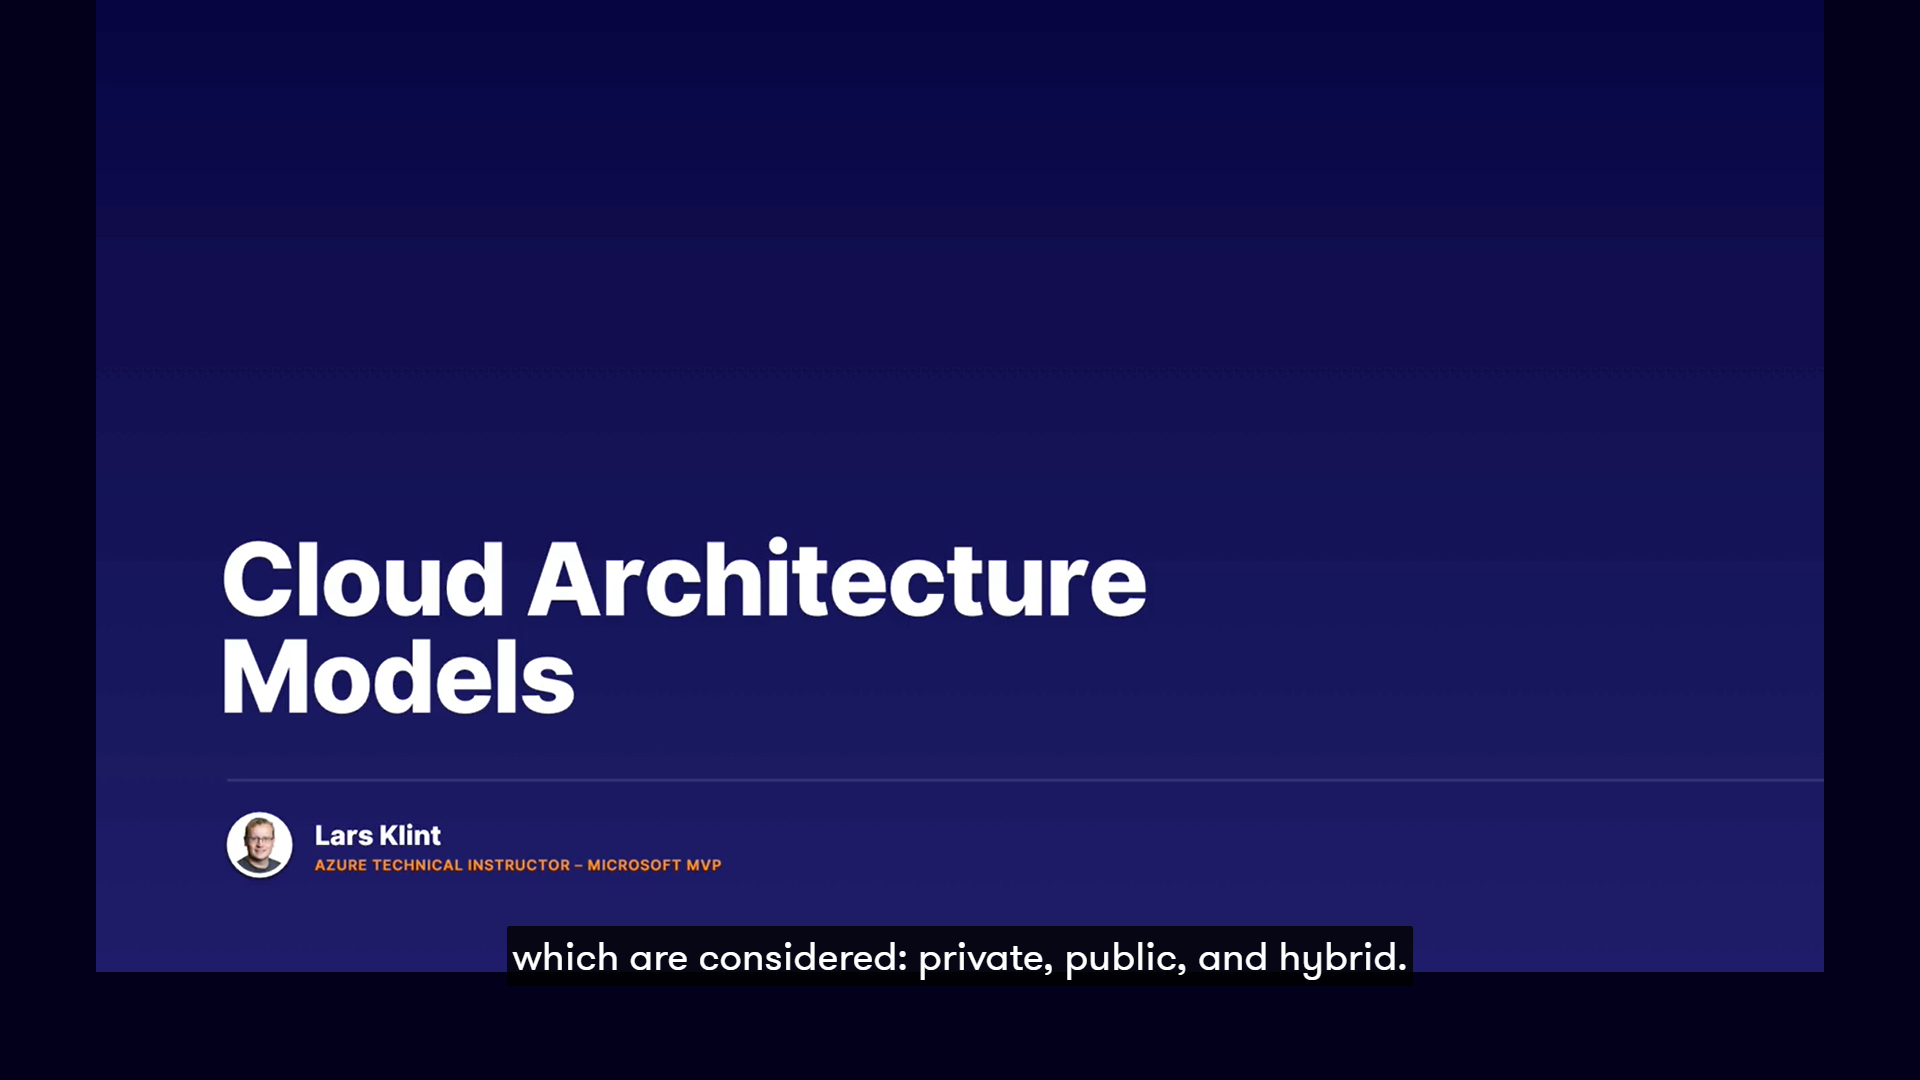 Cloud Architecture
Models
Lars Klint
AZURE TECHNICAL INSTRUCTOR – MICROSOFT MVP
which are considered: private, public, and hybrid.